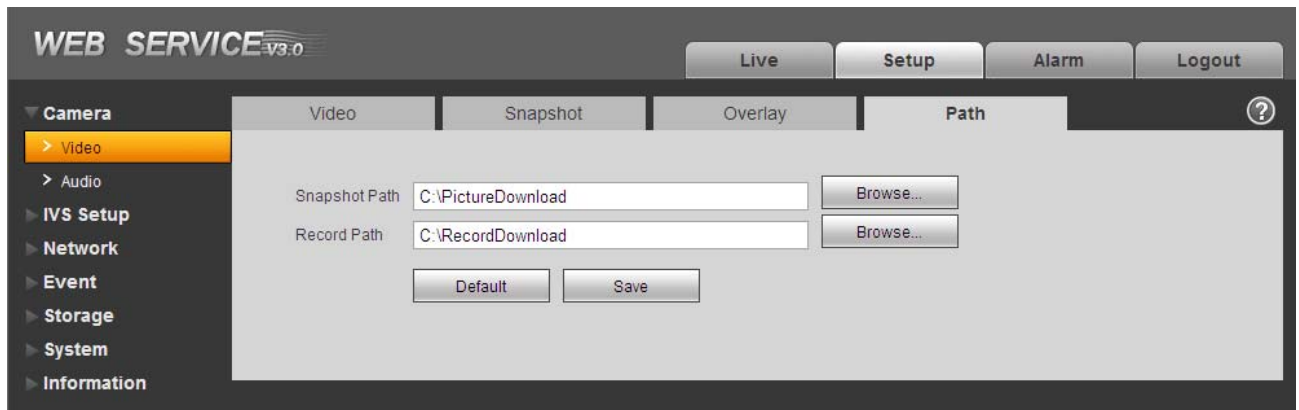 WEB SERVICE V3.0
Live Setup Alarm Logout
Camera
> Video
> Audio
IVS Setup
Network
Event
Storage
System
Information
Video Snapshot Overlay Path ?
Snapshot Path C:\PictureDownload Browse...
Record Path C:\RecordDownload Browse...
Default Save